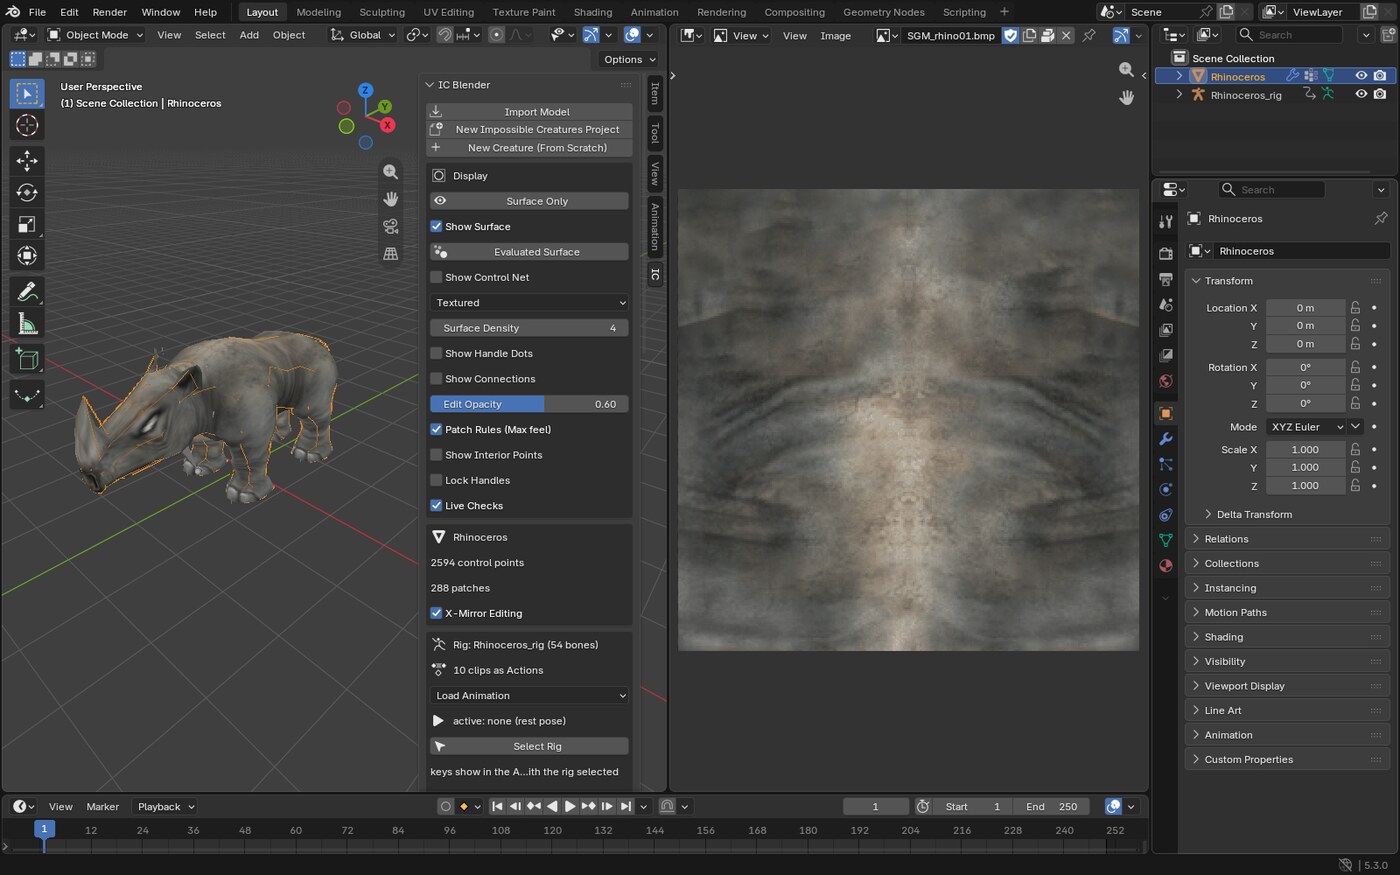 File Edit Render Window Help Layout Modeling Sculpting UV Editing Texture Paint Shading Animation Rendering Compositing Geometry Nodes Scripting Scene ViewLayer
Object Mode View Select Add Object Global
View View Image SGM_rhino01.bmp
Search
Options
User Perspective
(1) Scene Collection | Rhinoceros
Z
Y
X
IC Blender
Import Model
New Impossible Creatures Project
New Creature (From Scratch)
Display
Surface Only
Show Surface
Evaluated Surface
Show Control Net
Textured
Surface Density 4
Show Handle Dots
Show Connections
Edit Opacity 0.60
Patch Rules (Max feel)
Show Interior Points
Lock Handles
Live Checks
Rhinoceros
2594 control points
288 patches
X-Mirror Editing
Rig: Rhinoceros_rig (54 bones)
10 clips as Actions
Load Animation
active: none (rest pose)
Select Rig
keys show in the A...ith the rig selected
Item
Tool
View
Animation
IC
Scene Collection
Rhinoceros
Rhinoceros_rig
Search
Rhinoceros
Rhinoceros
Transform
Location X 0 m
Y 0 m
Z 0 m
Rotation X 0°
Y 0°
Z 0°
Mode XYZ Euler
Scale X 1.000
Y 1.000
Z 1.000
Delta Transform
Relations
Collections
Instancing
Motion Paths
Shading
Visibility
Viewport Display
Line Art
Animation
Custom Properties
View Marker Playback 1 Start 1 End 250
1 12 24 36 48 60 72 84 96 108 120 132 144 156 168 180 192 204 216 228 240 252
5.3.0